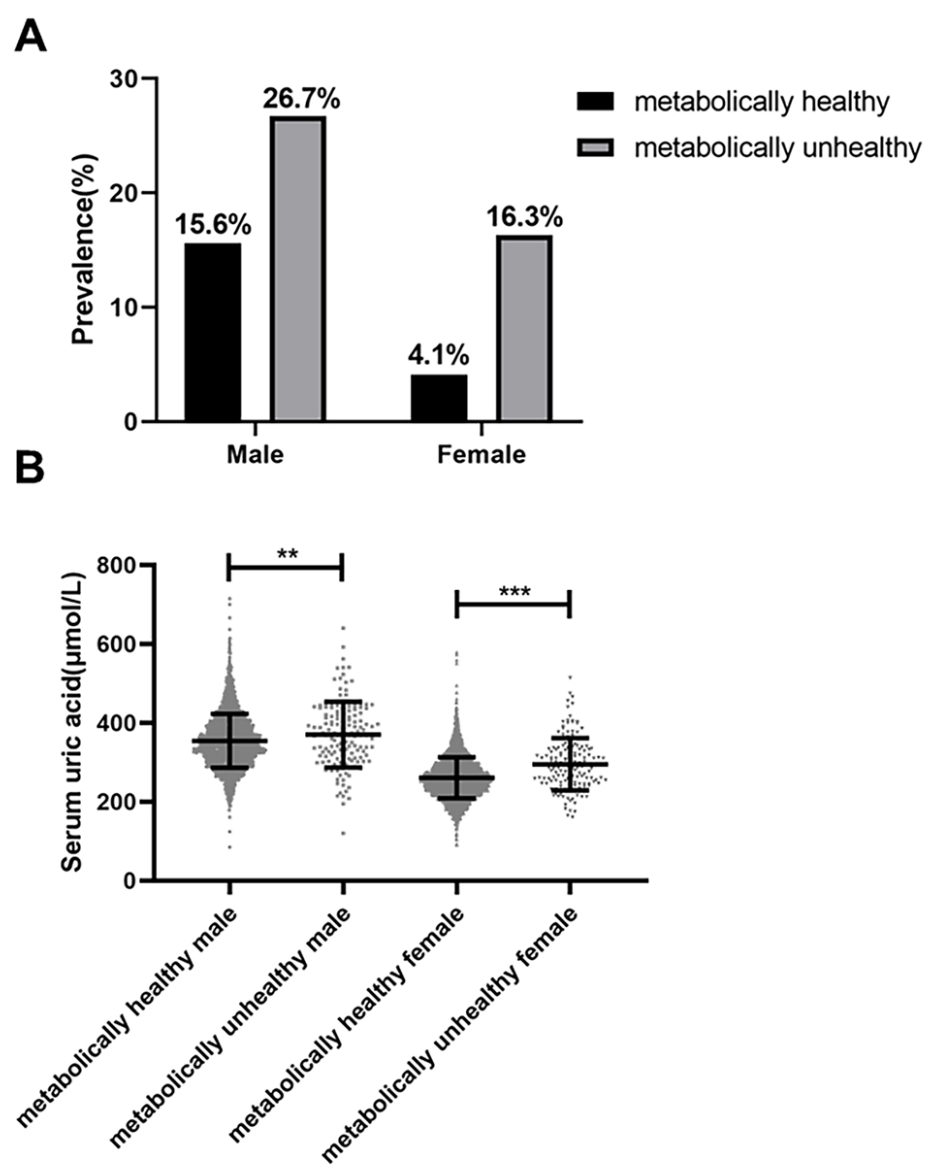 A
30
20
10
0
Prevalence(%)
15.6%
26.7%
4.1%
16.3%
Male
Female
metabolically healthy
metabolically unhealthy
B
800
600
400
200
0
Serum uric acid(μmol/L)
**
***
metabolically healthy male
metabolically unhealthy male
metabolically healthy female
metabolically unhealthy female